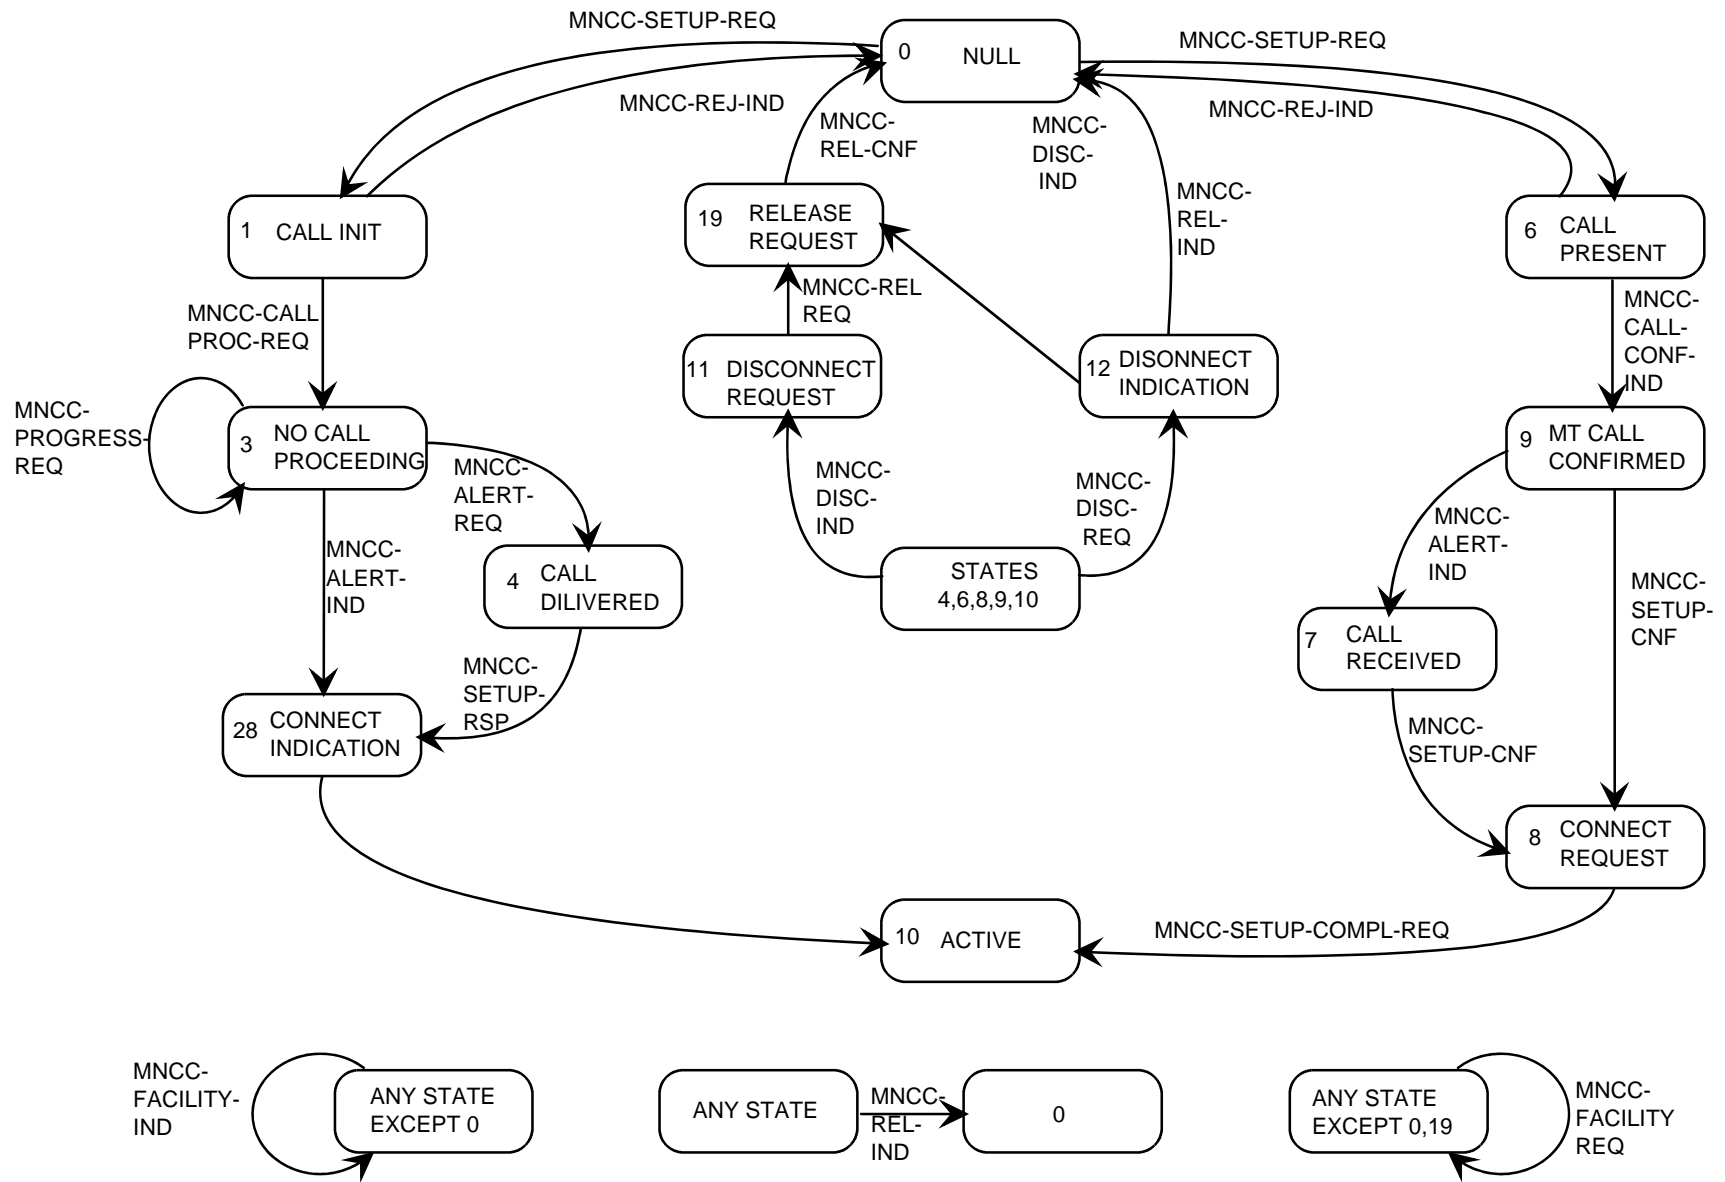 MNCC-SETUP-REQ
0 NULL
MNCC-SETUP-REQ
MNCC-REJ-IND
MNCC-
REL-CNF
MNCC-
DISC-
IND
MNCC-REJ-IND
1 CALL INIT
19 RELEASE
REQUEST
MNCC-
REL-
IND
6 CALL
PRESENT
MNCC-CALL
PROC-REQ
MNCC-REL
REQ
MNCC-
CALL-
CONF-
IND
11 DISCONNECT
REQUEST
12 DISONNECT
INDICATION
MNCC-
PROGRESS-
REQ
3 NO CALL
PROCEEDING
MNCC-
ALERT-
REQ
MNCC-
DISC-
IND
MNCC-
DISC-
REQ
9 MT CALL
CONFIRMED
MNCC-
ALERT-
IND
MNCC-
ALERT-
IND
4 CALL
DILIVERED
STATES
4,6,8,9,10
MNCC-
SETUP-
CNF
7 CALL
RECEIVED
MNCC-
SETUP-
RSP
28 CONNECT
INDICATION
MNCC-
SETUP-CNF
8 CONNECT
REQUEST
10 ACTIVE
MNCC-SETUP-COMPL-REQ
MNCC-
FACILITY-
IND
ANY STATE
EXCEPT 0
ANY STATE
MNCC-
REL-
IND
0
ANY STATE
EXCEPT 0,19
MNCC-
FACILITY
REQ